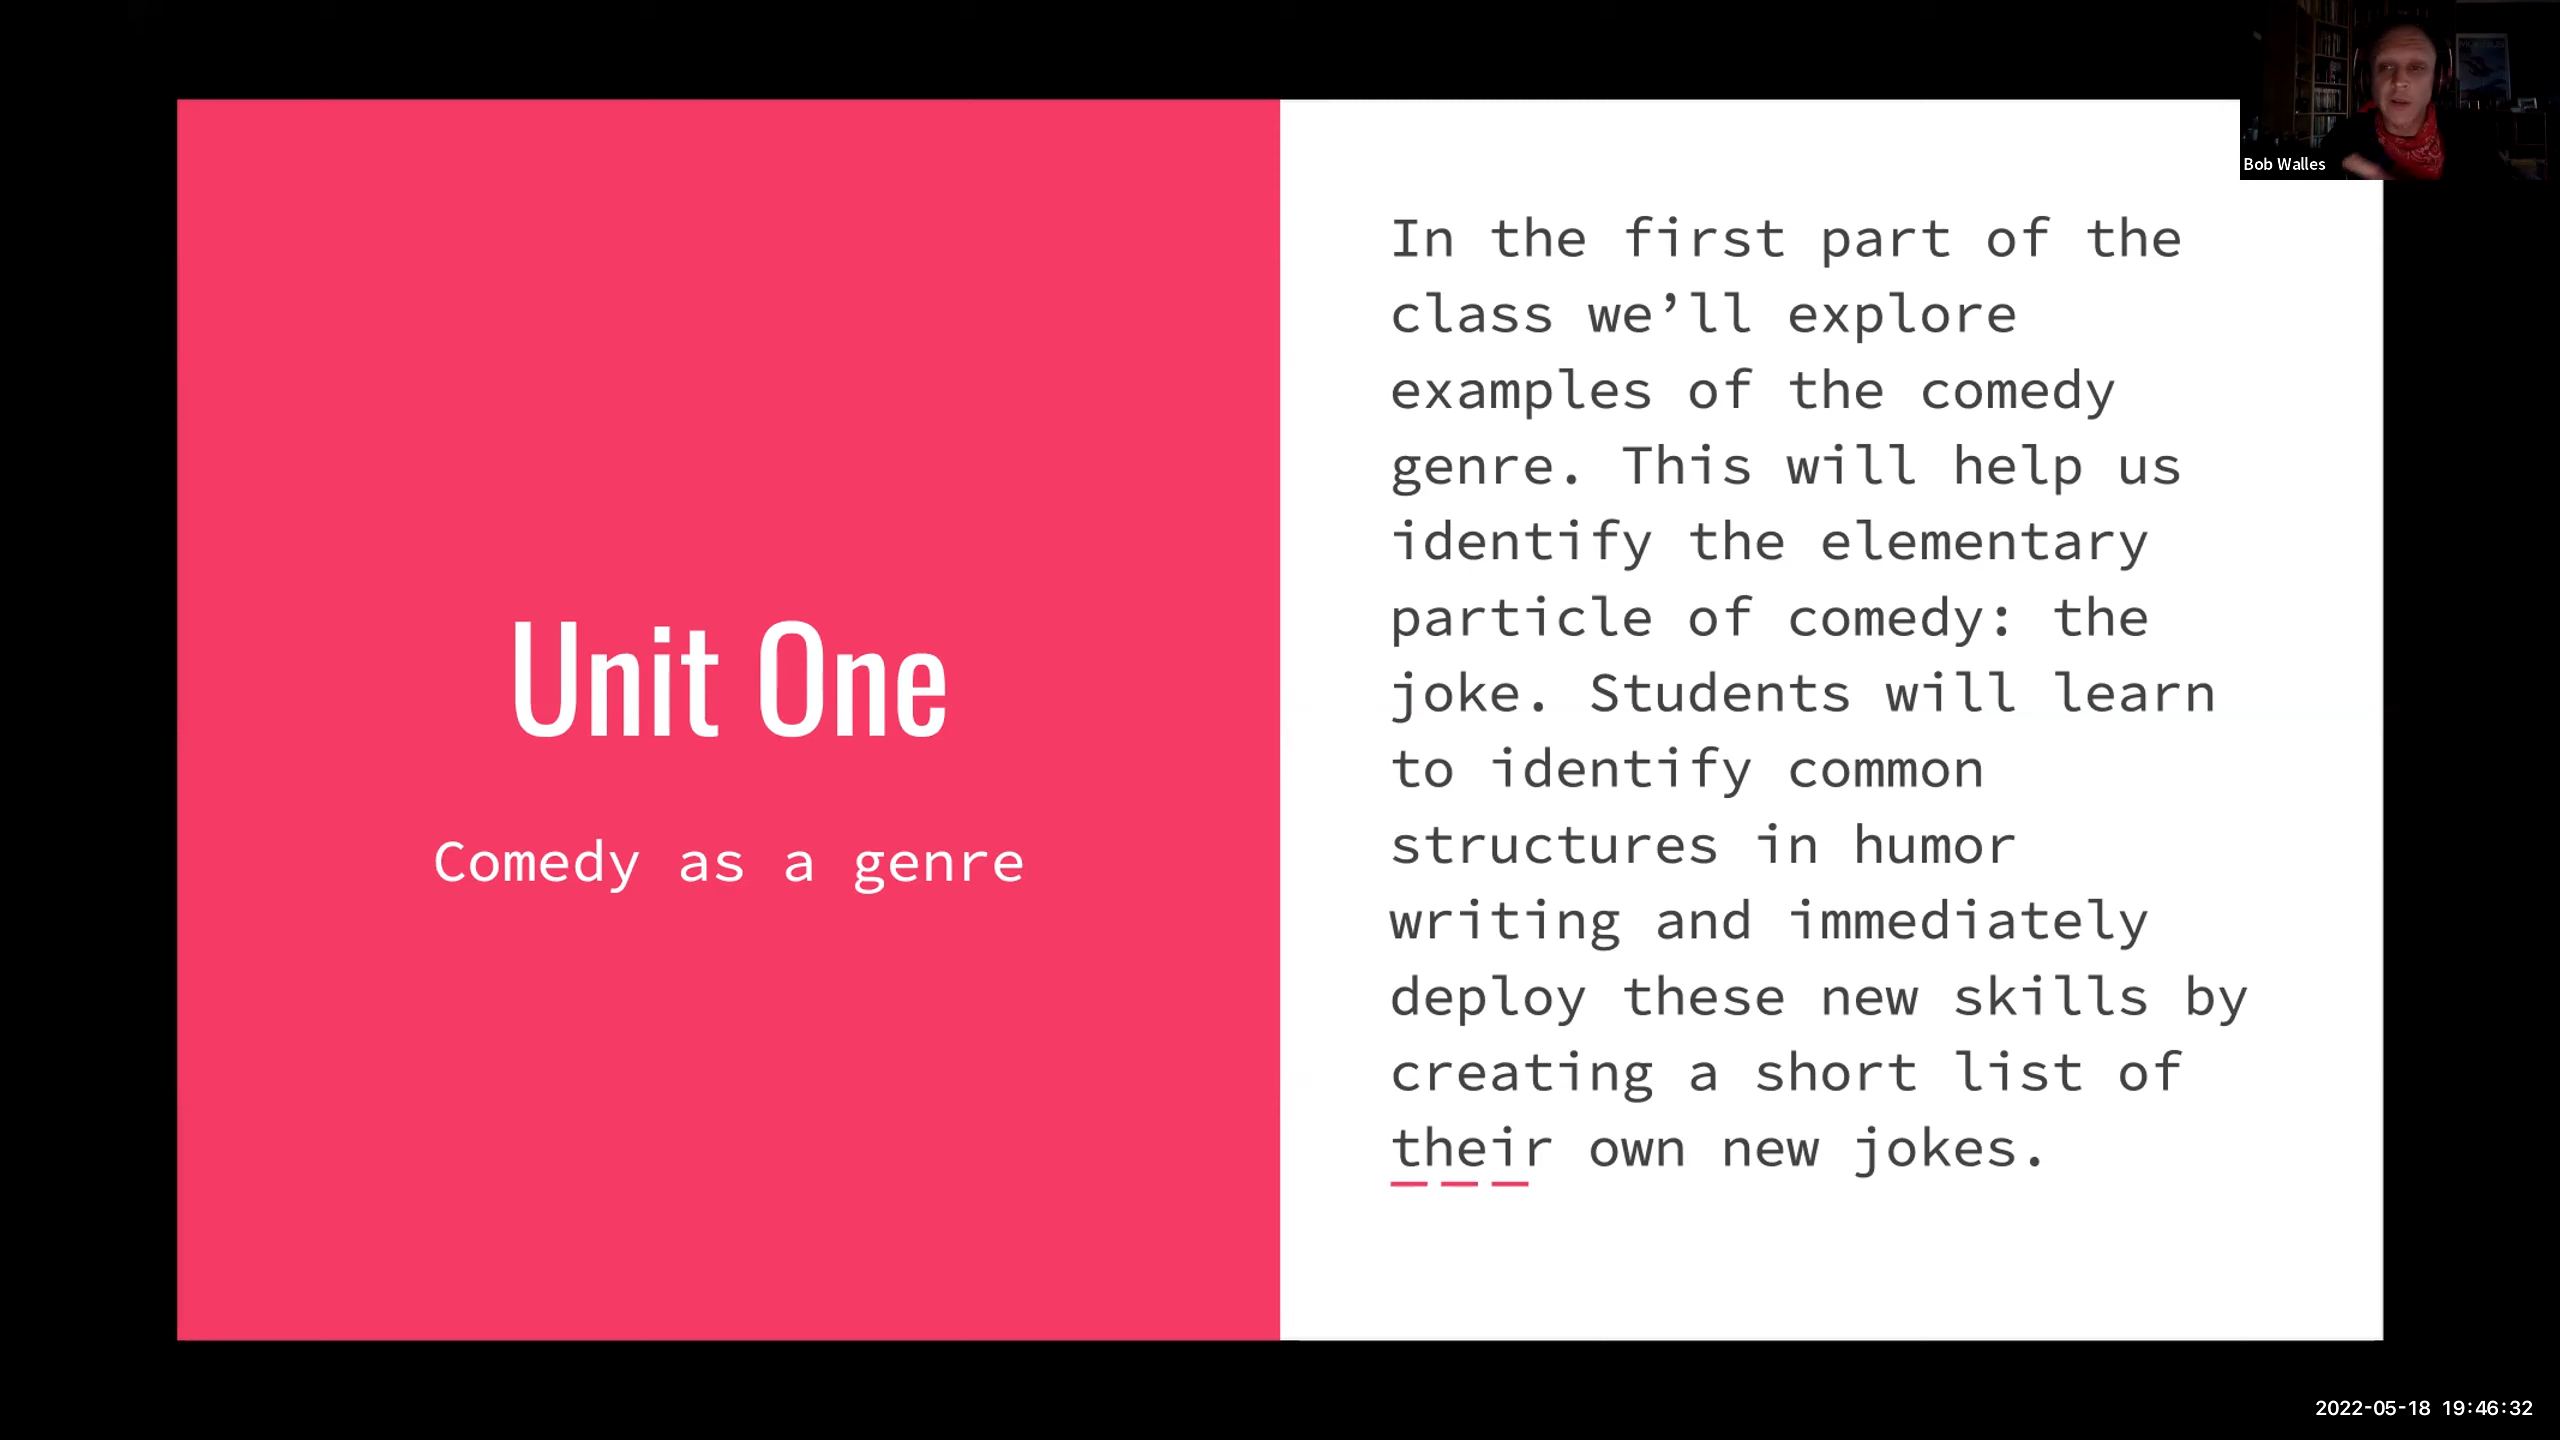 Unit One
Comedy as a genre
In the first part of the
class we’ll explore
examples of the comedy
genre. This will help us
identify the elementary
particle of comedy: the
joke. Students will learn
to identify common
structures in humor
writing and immediately
deploy these new skills by
creating a short list of
their own new jokes.
Bob Walles
2022-05-18 19:46:32